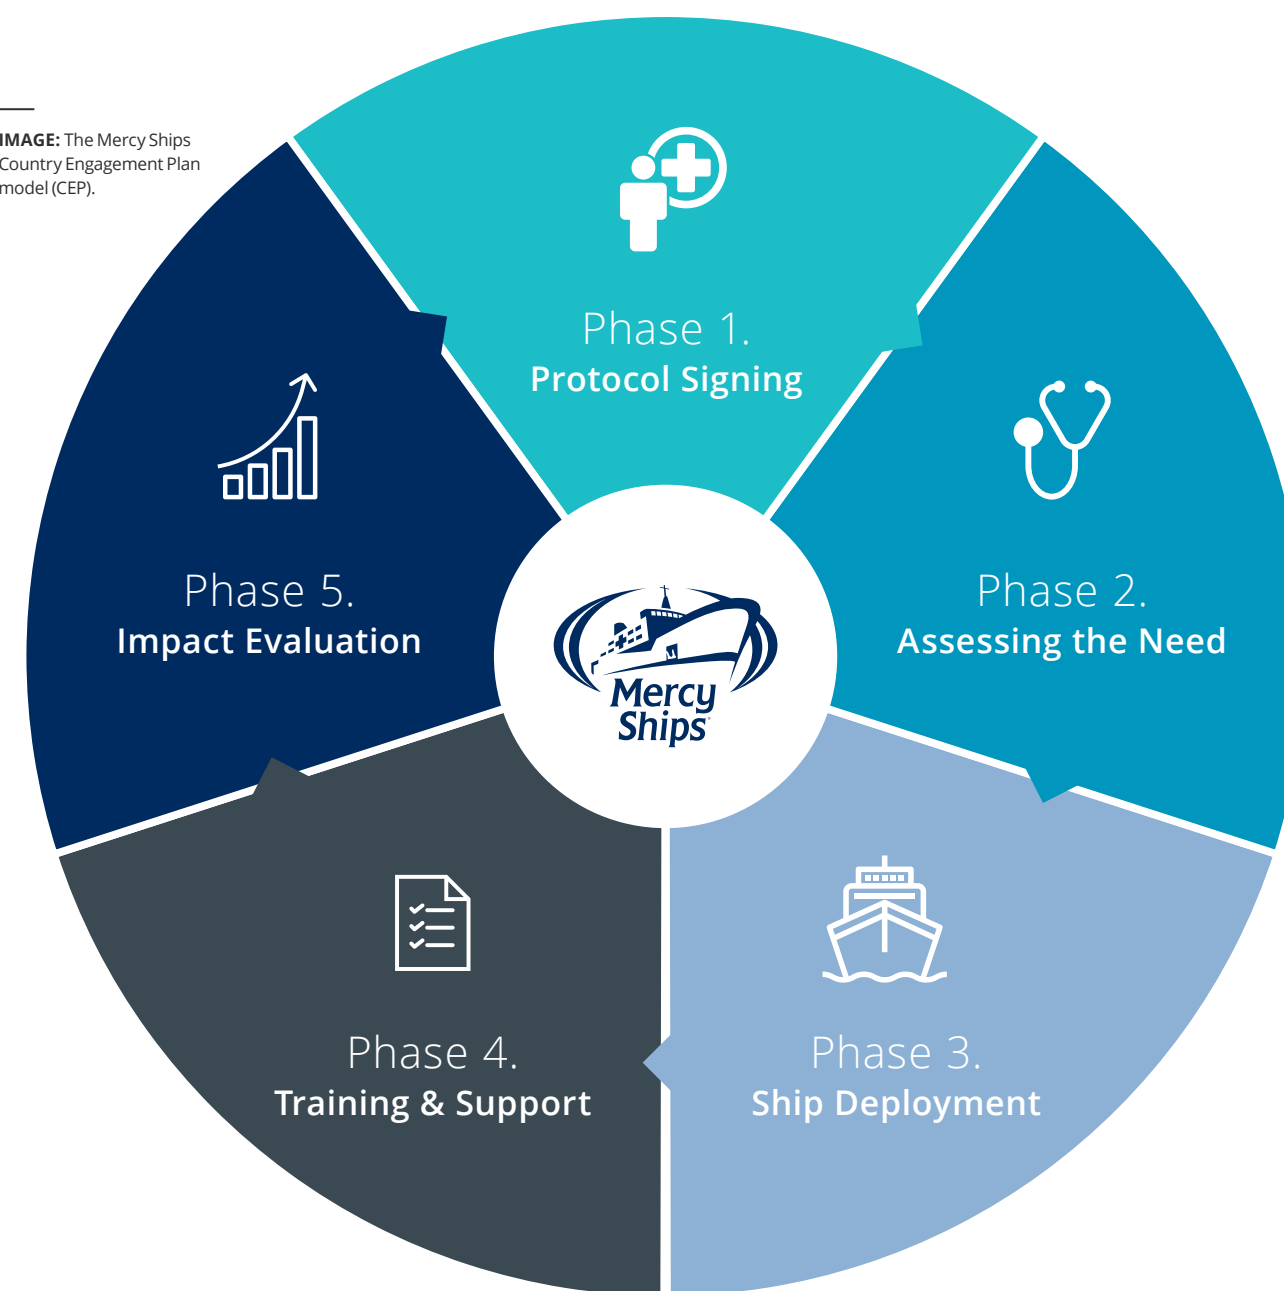 IMAGE: The Mercy Ships
Country Engagement Plan
model (CEP).
Phase 1.
Protocol Signing
Phase 2.
Assessing the Need
Phase 3.
Ship Deployment
Phase 4.
Training & Support
Phase 5.
Impact Evaluation
Mercy
Ships